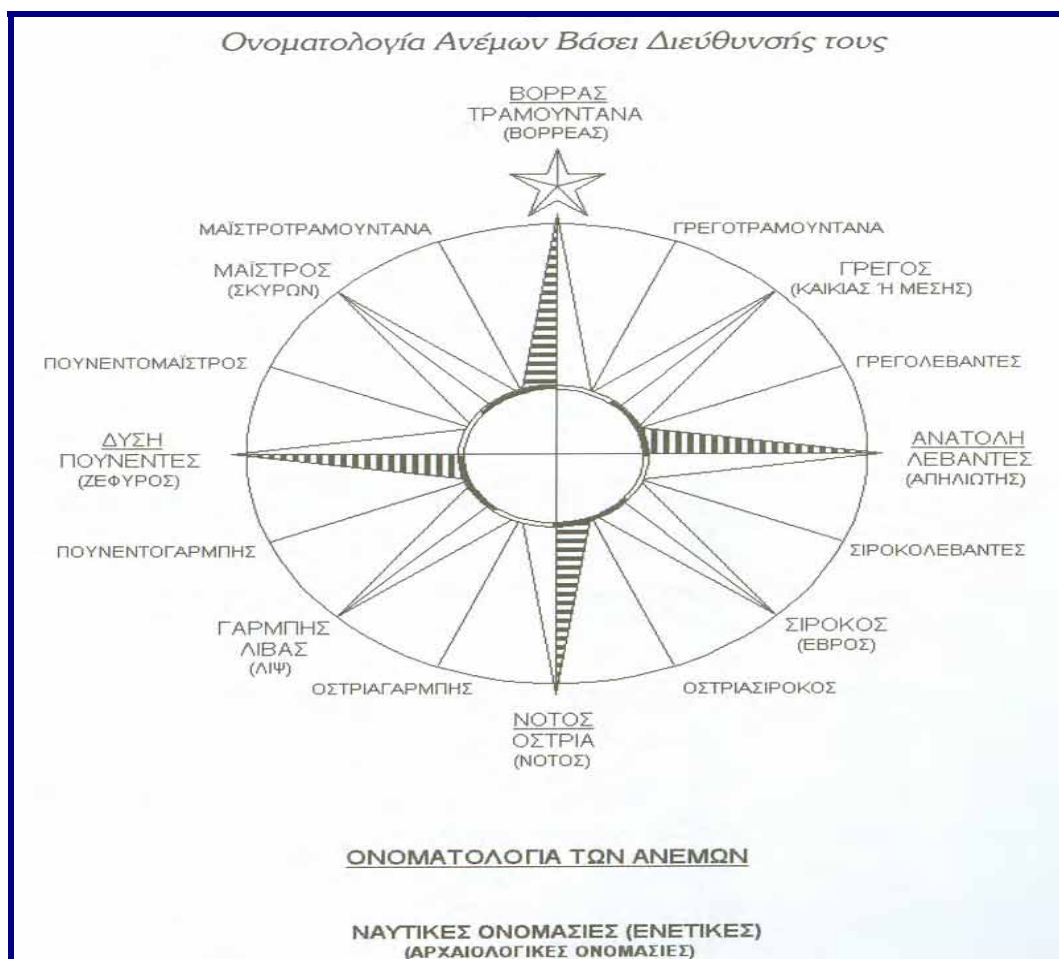 Ονοματολογία Ανέμων Βάσει Διεύθυνσής τους
ΒΟΡΡΑΣ
ΤΡΑΜΟΥΝΤΑΝΑ
(ΒΟΡΡΕΑΣ)
ΜΑΪΣΤΡΟΤΡΑΜΟΥΝΤΑΝΑ
ΓΡΕΓΟΤΡΑΜΟΥΝΤΑΝΑ
ΜΑΪΣΤΡΟΣ
(ΣΚΥΡΩΝ)
ΓΡΕΓΟΣ
(ΚΑΙΚΙΑΣ Ή ΜΕΣΗΣ)
ΠΟΥΝΕΝΤΟΜΑΪΣΤΡΟΣ
ΓΡΕΓΟΛΕΒΑΝΤΕΣ
ΔΥΣΗ
ΠΟΥΝΕΝΤΕΣ
(ΖΕΦΥΡΟΣ)
ΑΝΑΤΟΛΗ
ΛΕΒΑΝΤΕΣ
(ΑΠΗΛΙΩΤΗΣ)
ΠΟΥΝΕΝΤΟΓΑΡΜΠΗΣ
ΣΙΡΟΚΟΛΕΒΑΝΤΕΣ
ΓΑΡΜΠΗΣ
ΛΙΒΑΣ
(ΛΙΨ)
ΣΙΡΟΚΟΣ
(ΈΒΡΟΣ)
ΟΣΤΡΙΑΓΑΡΜΠΗΣ
ΟΣΤΡΙΑΣΙΡΟΚΟΣ
ΝΟΤΟΣ
ΟΣΤΡΙΑ
(ΝΟΤΟΣ)
ΟΝΟΜΑΤΟΛΟΓΙΑ ΤΩΝ ΑΝΕΜΩΝ
ΝΑΥΤΙΚΕΣ ΟΝΟΜΑΣΙΕΣ (ΕΝΕΤΙΚΕΣ)
(ΑΡΧΑΙΟΛΟΓΙΚΕΣ ΟΝΟΜΑΣΙΕΣ)